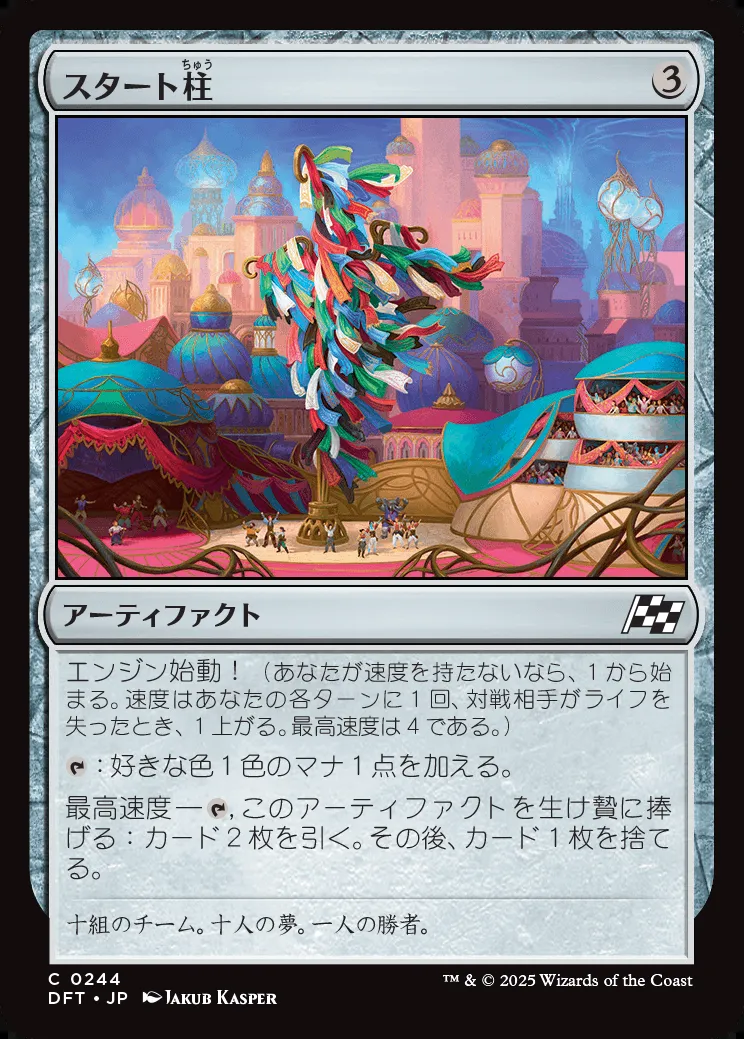 ちゅう
スタート柱
3
アーティファクト
エンジン始動！（あなたが速度を持たないなら、１から始
まる。速度はあなたの各ターンに１回、対戦相手がライフを
失ったとき、１上がる。最高速度は４である。）
：好きな色１色のマナ１点を加える。
最高速度―,このアーティファクトを生け贄に捧
げる：カード２枚を引く。その後、カード１枚を捨て
る。
十組のチーム。十人の夢。一人の勝者。
C 0244
DFT • JP JAKUB KASPER
™ & © 2025 Wizards of the Coast